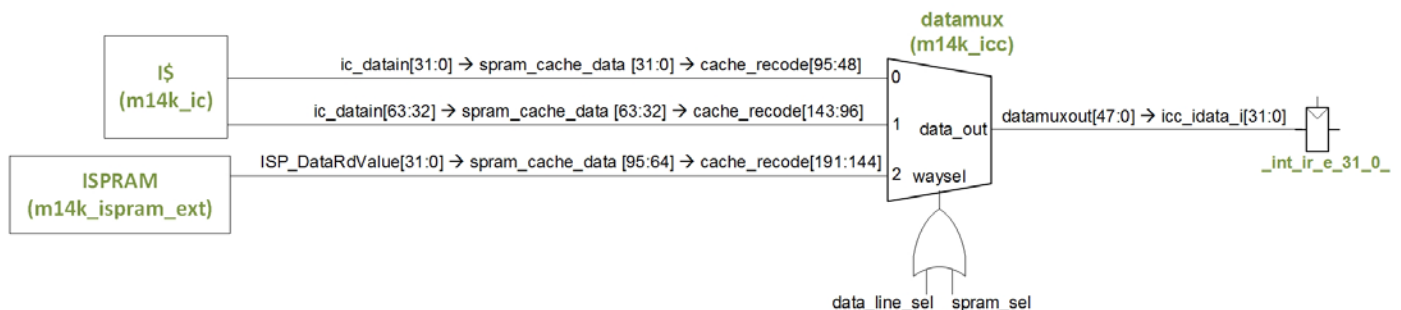 datamux
(m14k_icc)
I$
(m14k_ic)
ic_datain[31:0] → spram_cache_data [31:0] → cache_recode[95:48]
0
ic_datain[63:32] → spram_cache_data [63:32] → cache_recode[143:96]
1
data_out
datamuxout[47:0] → icc_idata_i[31:0]
_int_ir_e_31_0_
ISPRAM
(m14k_ispram_ext)
ISP_DataRdValue[31:0] → spram_cache_data [95:64] → cache_recode[191:144]
2
waysel
data_line_sel
spram_sel